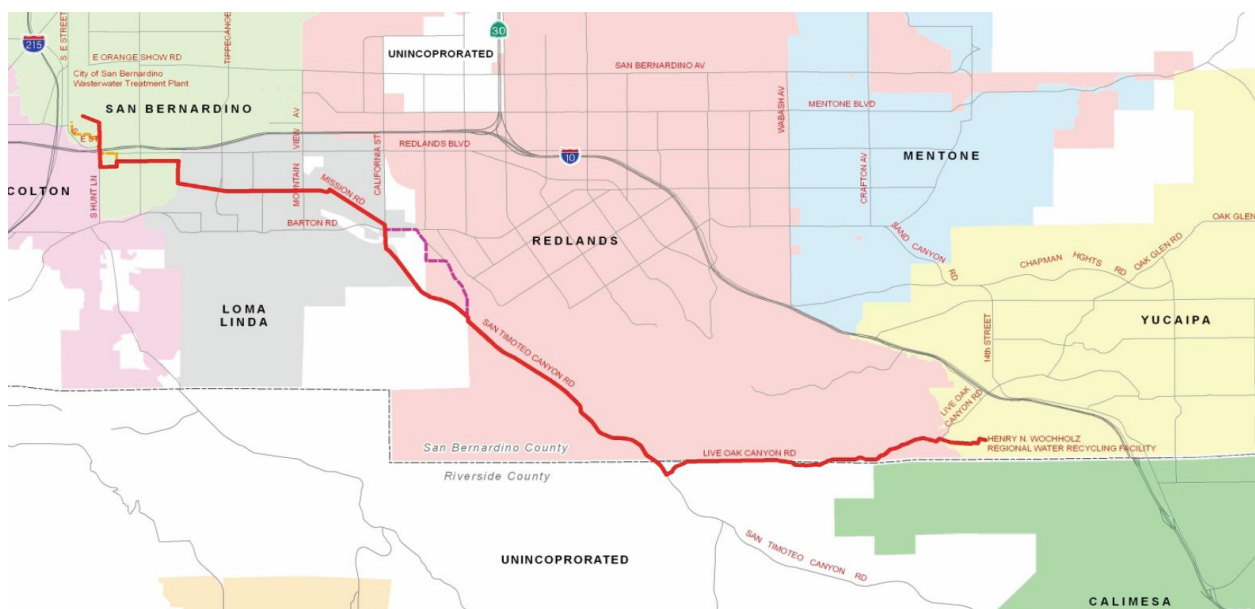 30
215
S E STREET
TIPPECANOE
E ORANGE SHOW RD
UNINCOPRORATED
SAN BERNARDINO AV
City of San Bernardino
Wasterwater Treatment Plant
SAN BERNARDINO
MOUNTAIN
VIEW AV
WABASH AV
MENTONE BLVD
E ST
REDLANDS BLVD
CALIFORNIA ST
10
MENTONE
CRAFTON AV
COLTON
S HUNT LN
MISSION RD
BARTON RD
REDLANDS
SAND CANYON
RD
OAK GLEN
CHAPMAN HGHTS RD
OAK GLEN RD
LOMA
LINDA
YUCAIPA
SAN TIMOTEO CANYON RD
14th STREET
LIVE OAK
CANYON RD
HENRY N. WOCHHOLZ
REGIONAL WATER RECYCLING FACILITY
San Bernardino County
LIVE OAK CANYON RD
Riverside County
SAN TIMOTEO CANYON RD
UNINCOPRORATED
CALIMESA